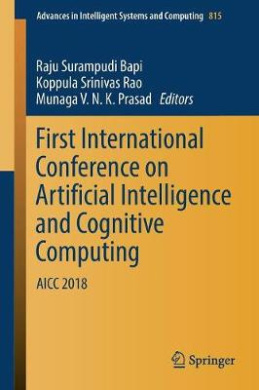 Advances in Intelligent Systems and Computing 815
Raju Surampudi Bapi
Koppula Srinivas Rao
Munaga V. N. K. Prasad Editors
First International
Conference on
Artificial Intelligence
and Cognitive
Computing
AICC 2018
Springer